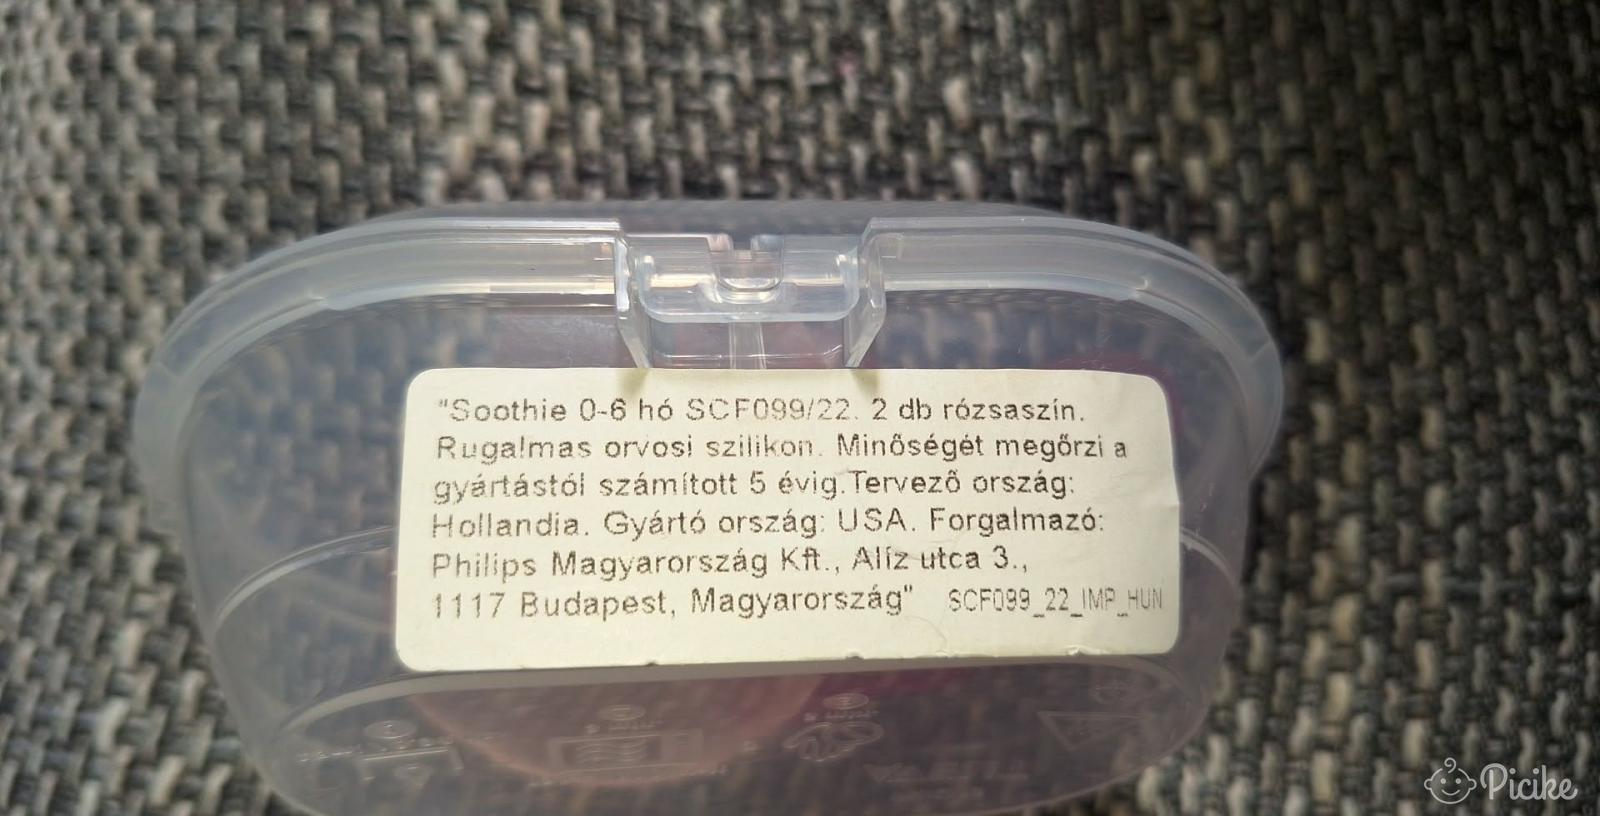 "Soothie 0-6 hó SCF099/22. 2 db rózsaszín.
Rugalmas orvosi szilikon. Minőségét megőrzi a
gyártástól számított 5 évig.Tervező ország:
Hollandia. Gyártó ország: USA. Forgalmazó:
Philips Magyarország Kft., Alíz utca 3.,
1117 Budapest, Magyarország" SCF099_22_IMP_HUN
Picike